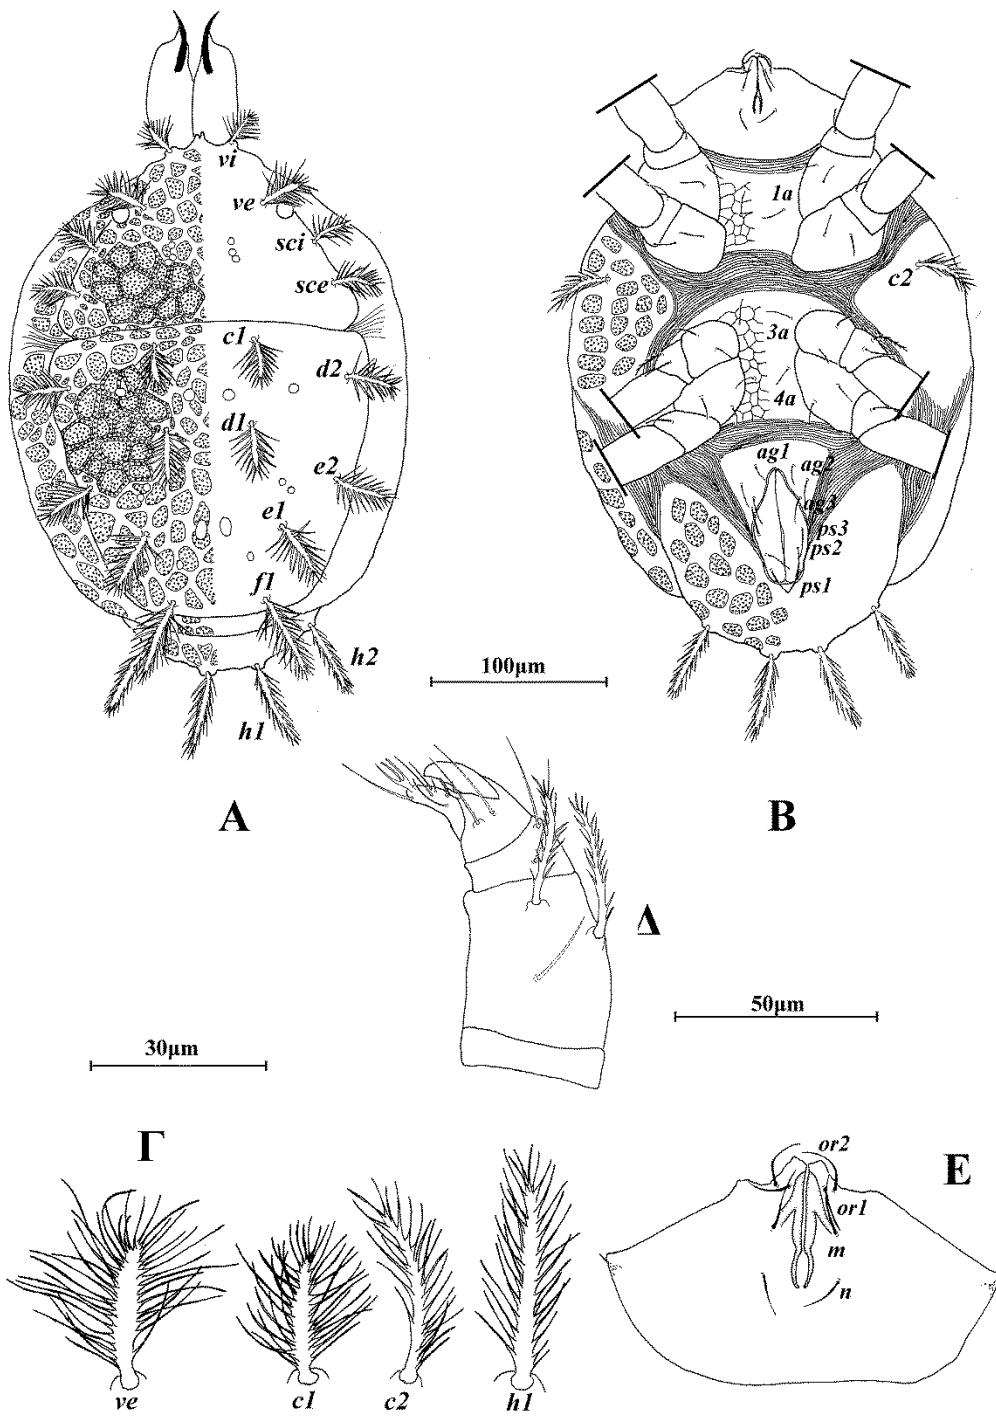 vi
ve
sci
sce
c1
d2
d1
e2
e1
f1
h2
h1
A
1a
c2
3a
4a
ag1
ag2
ag3
ps3
ps2
ps1
B
100μm
Δ
50μm
30μm
Γ
ve
c1
c2
h1
or2
E
or1
m
n